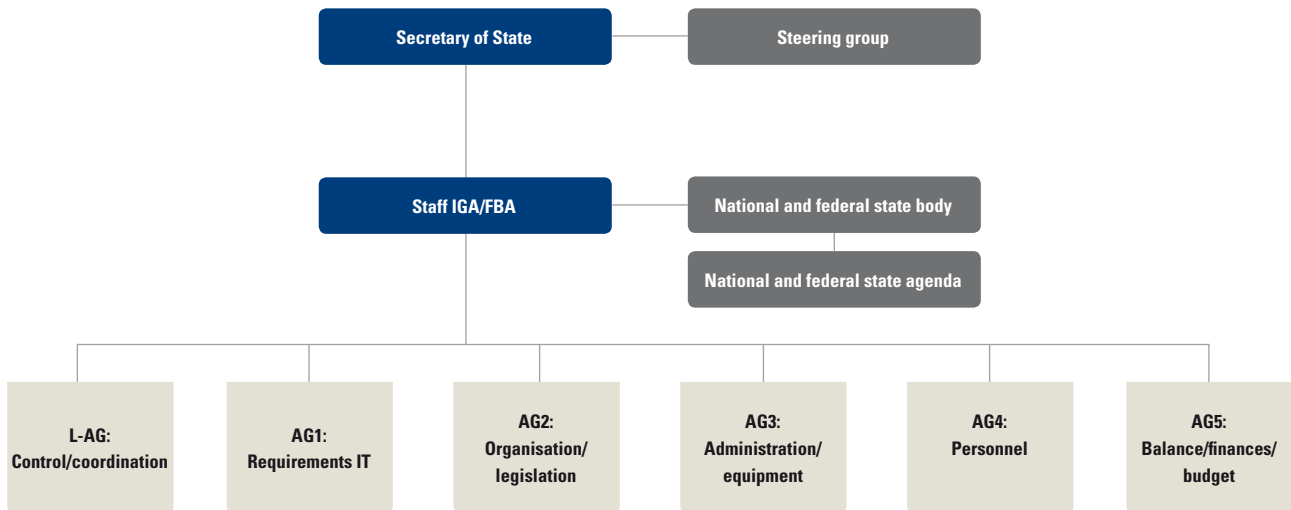 Secretary of State
Steering group
Staff IGA/FBA
National and federal state body
National and federal state agenda
L-AG:
Control/coordination
AG1:
Requirements IT
AG2:
Organisation/
legislation
AG3:
Administration/
equipment
AG4:
Personnel
AG5:
Balance/finances/
budget